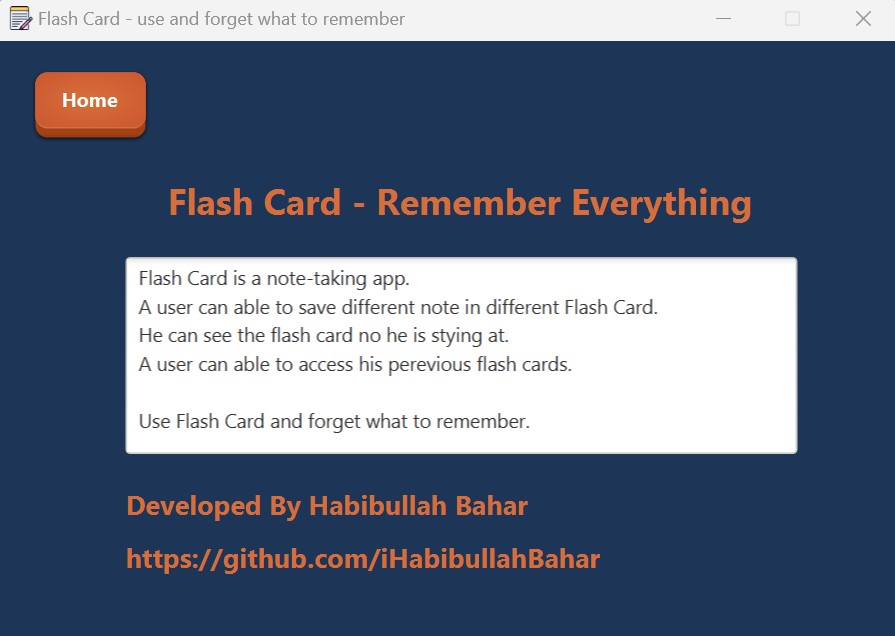 Flash Card - use and forget what to remember
Home
Flash Card - Remember Everything
Flash Card is a note-taking app.
A user can able to save different note in different Flash Card.
He can see the flash card no he is stying at.
A user can able to access his perevious flash cards.
Use Flash Card and forget what to remember.
Developed By Habibullah Bahar
https://github.com/iHabibullahBahar